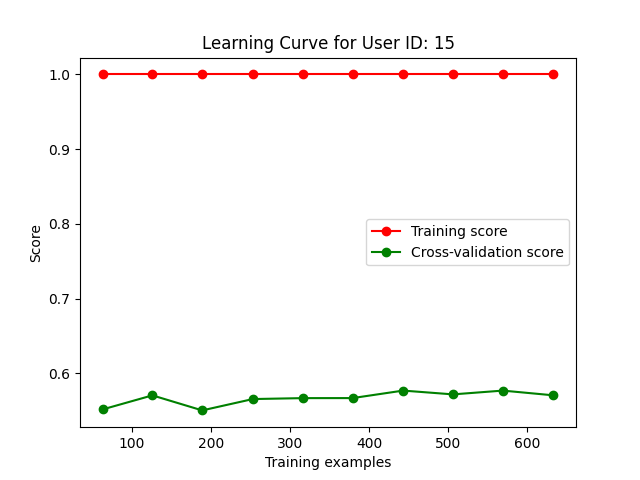 Learning Curve for User ID: 15
1.0
0.9
0.8
0.7
0.6
Score
Training score
Cross-validation score
100 200 300 400 500 600
Training examples